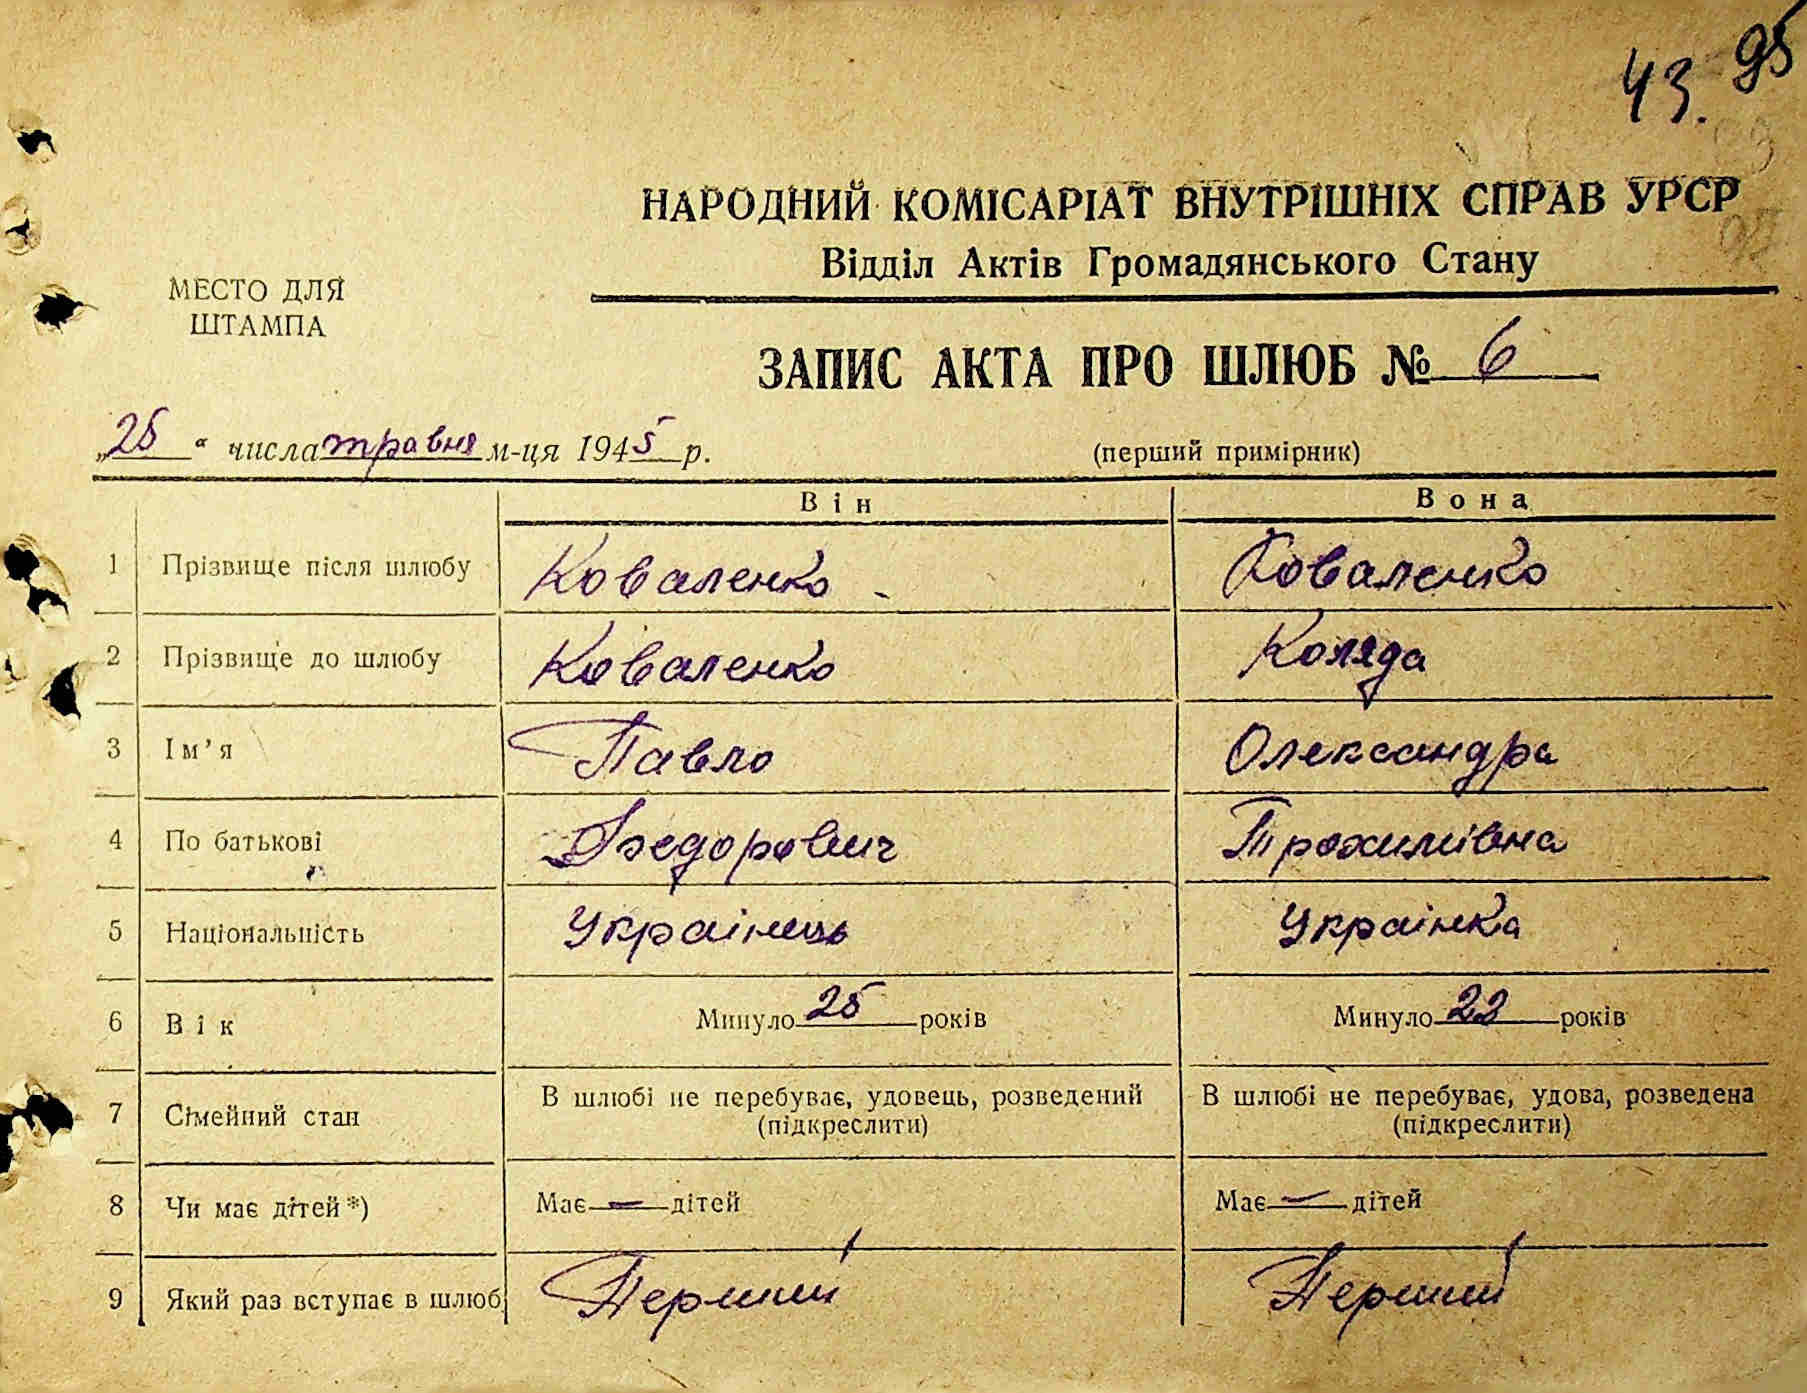 43. 95
НАРОДНИЙ КОМІСАРІАТ ВНУТРІШНІХ СПРАВ УРСР
Відділ Актів Громадянського Стану
МЕСТО ДЛЯ
ШТАМПА
ЗАПИС АКТА ПРО ШЛЮБ № 6
„25“ числа травня м-ця 1945 р.
(перший примірник)
Він Вона
1 Прізвище після шлюбу Коваленко Коваленко
2 Прізвище до шлюбу Коваленко Коляда
3 Ім’я Павло Олександра
4 По батькові Федорович Трохимівна
5 Національність Українець Українка
6 Вік Минуло 25 років Минуло 22 років
7 Сімейний стан В шлюбі не перебуває, удовець, розведений В шлюбі не перебуває, удова, розведена
(підкреслити) (підкреслити)
8 Чи має дітей*) Має — дітей Має — дітей
9 Який раз вступає в шлюб Перший Перший